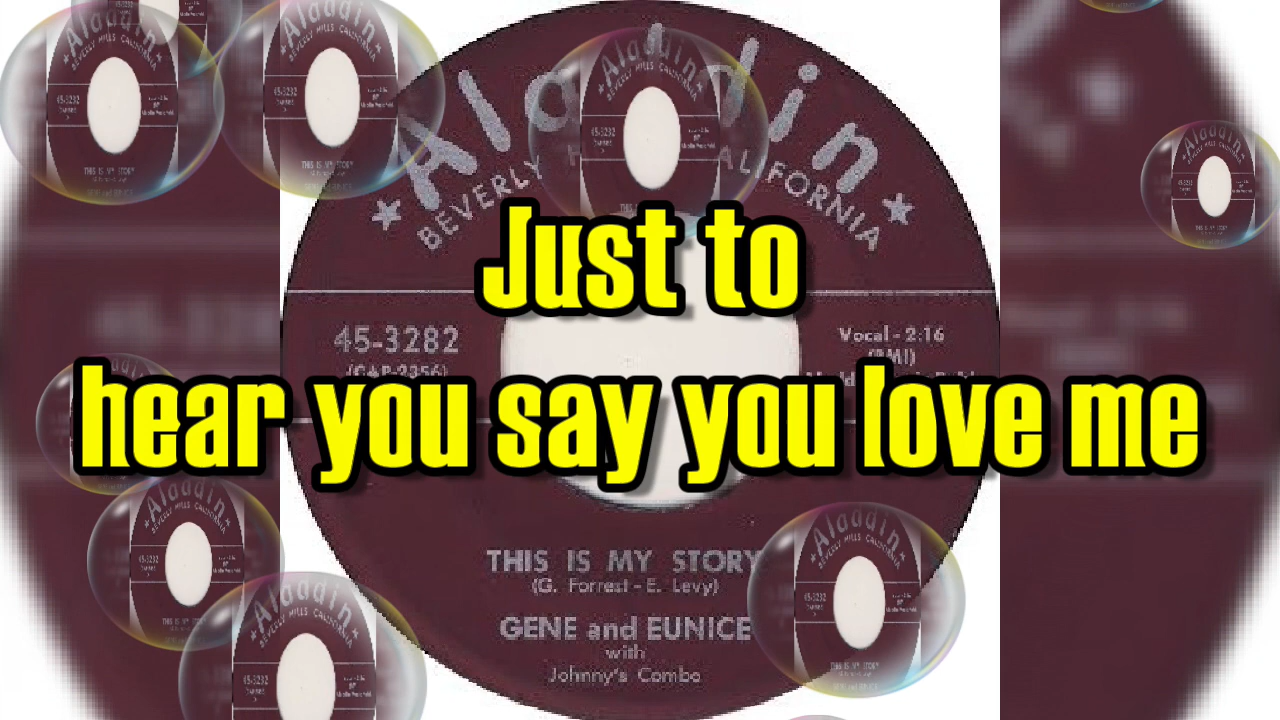 Aladdin
BEVERLY CALIFORNIA
Just to
45-3282
Vocal - 2:16
(BMI)
hear you say you love me
THIS IS MY STORY
(G. Forrest - E. Levy)
GENE and EUNICE
with
Johnny's Combo